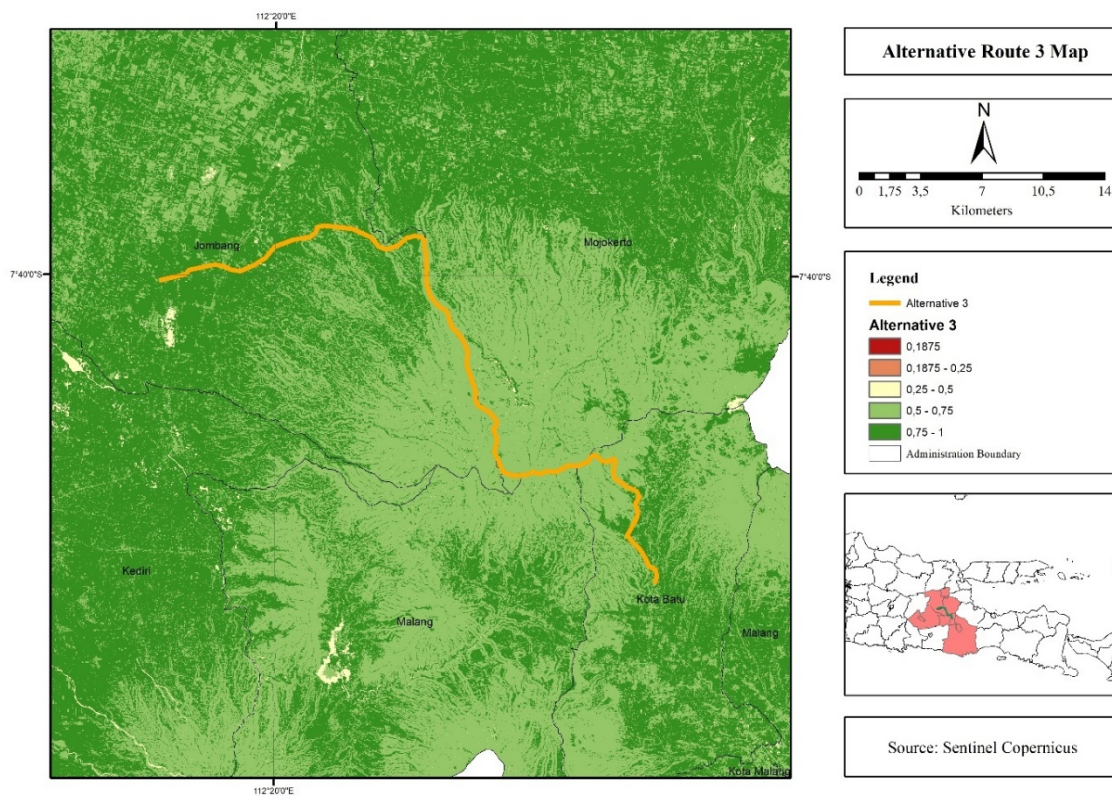 112°20'0"E
Alternative Route 3 Map
N
0 1,75 3,5 7 10,5 14
Kilometers
Jombang
Mojokerto
7°40'0"S
7°40'0"S
Legend
Alternative 3
Alternative 3
0,1875
0,1875 - 0,25
0,25 - 0,5
0,5 - 0,75
0,75 - 1
Administration Boundary
Kediri
Kota Batu
Malang
Malang
Kota Malang
Source: Sentinel Copernicus
112°20'0"E